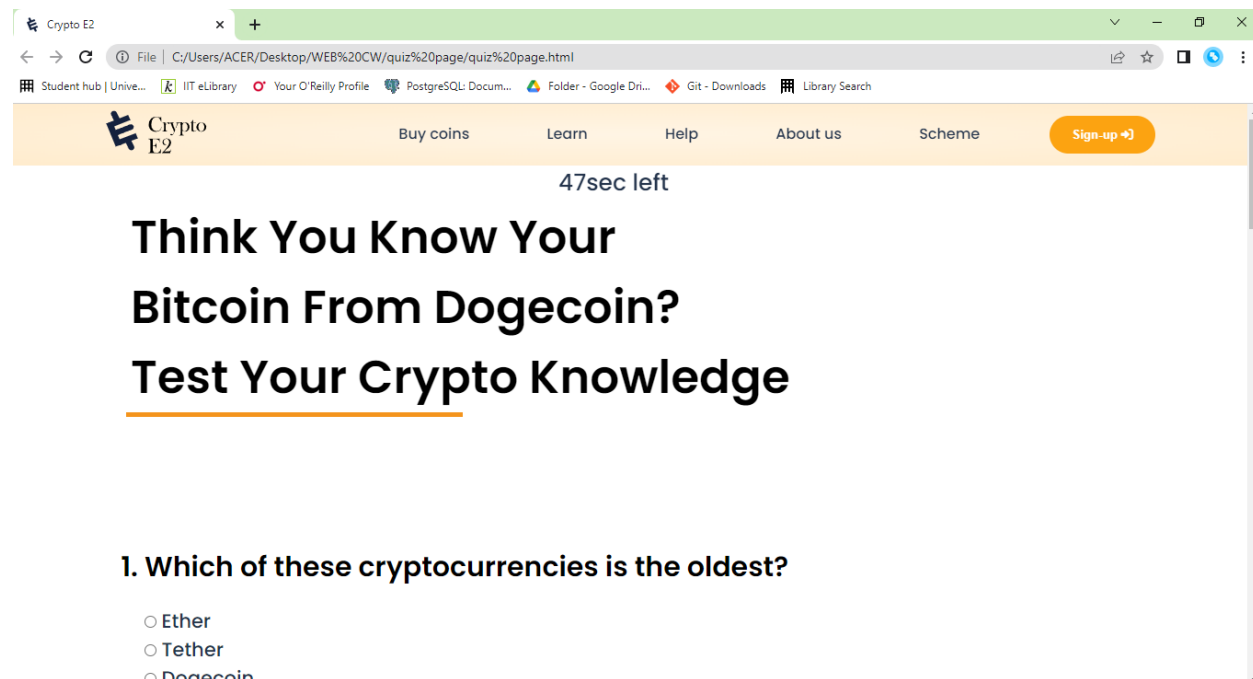 Crypto E2
File | C:/Users/ACER/Desktop/WEB%20CW/quiz%20page/quiz%20page.html
Student hub | Unive... IIT eLibrary Your O'Reilly Profile PostgreSQL: Docum... Folder - Google Dri... Git - Downloads Library Search
Crypto
E2
Buy coins Learn Help About us Scheme Sign-up
47sec left
Think You Know Your
Bitcoin From Dogecoin?
Test Your Crypto Knowledge
1. Which of these cryptocurrencies is the oldest?
Ether
Tether
Dogecoin